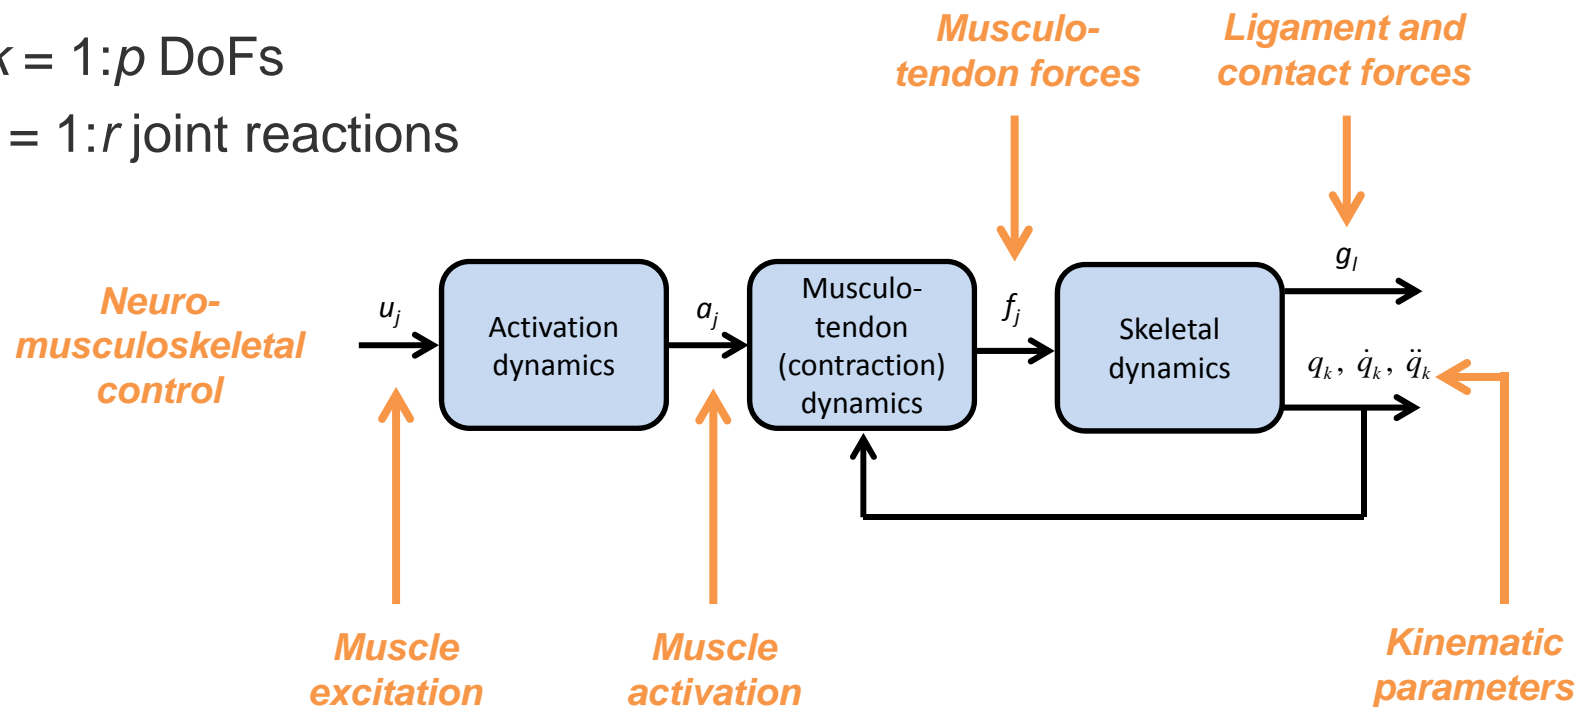 k = 1:p DoFs
= 1:r joint reactions
Musculo-
tendon forces
Ligament and
contact forces
Neuro-
musculoskeletal
control
u_j
Activation
dynamics
a_j
Musculo-
tendon
(contraction)
dynamics
f_j
Skeletal
dynamics
g_l
q_k, q̇_k, q̈_k
Muscle
excitation
Muscle
activation
Kinematic
parameters